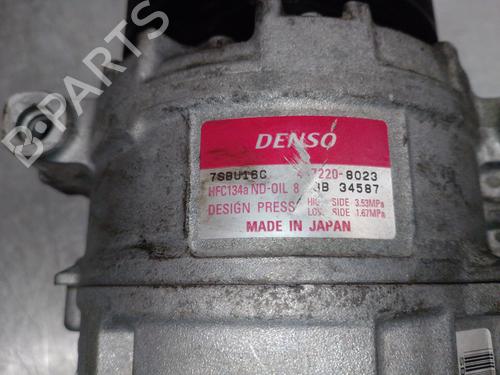 B-PARTS
DENSO
7SBU16C 8023
HFC134a ND-OIL 8 34587
DESIGN PRESS HIGH SIDE 3.53MPa
LOW SIDE 1.67MPa
MADE IN JAPAN